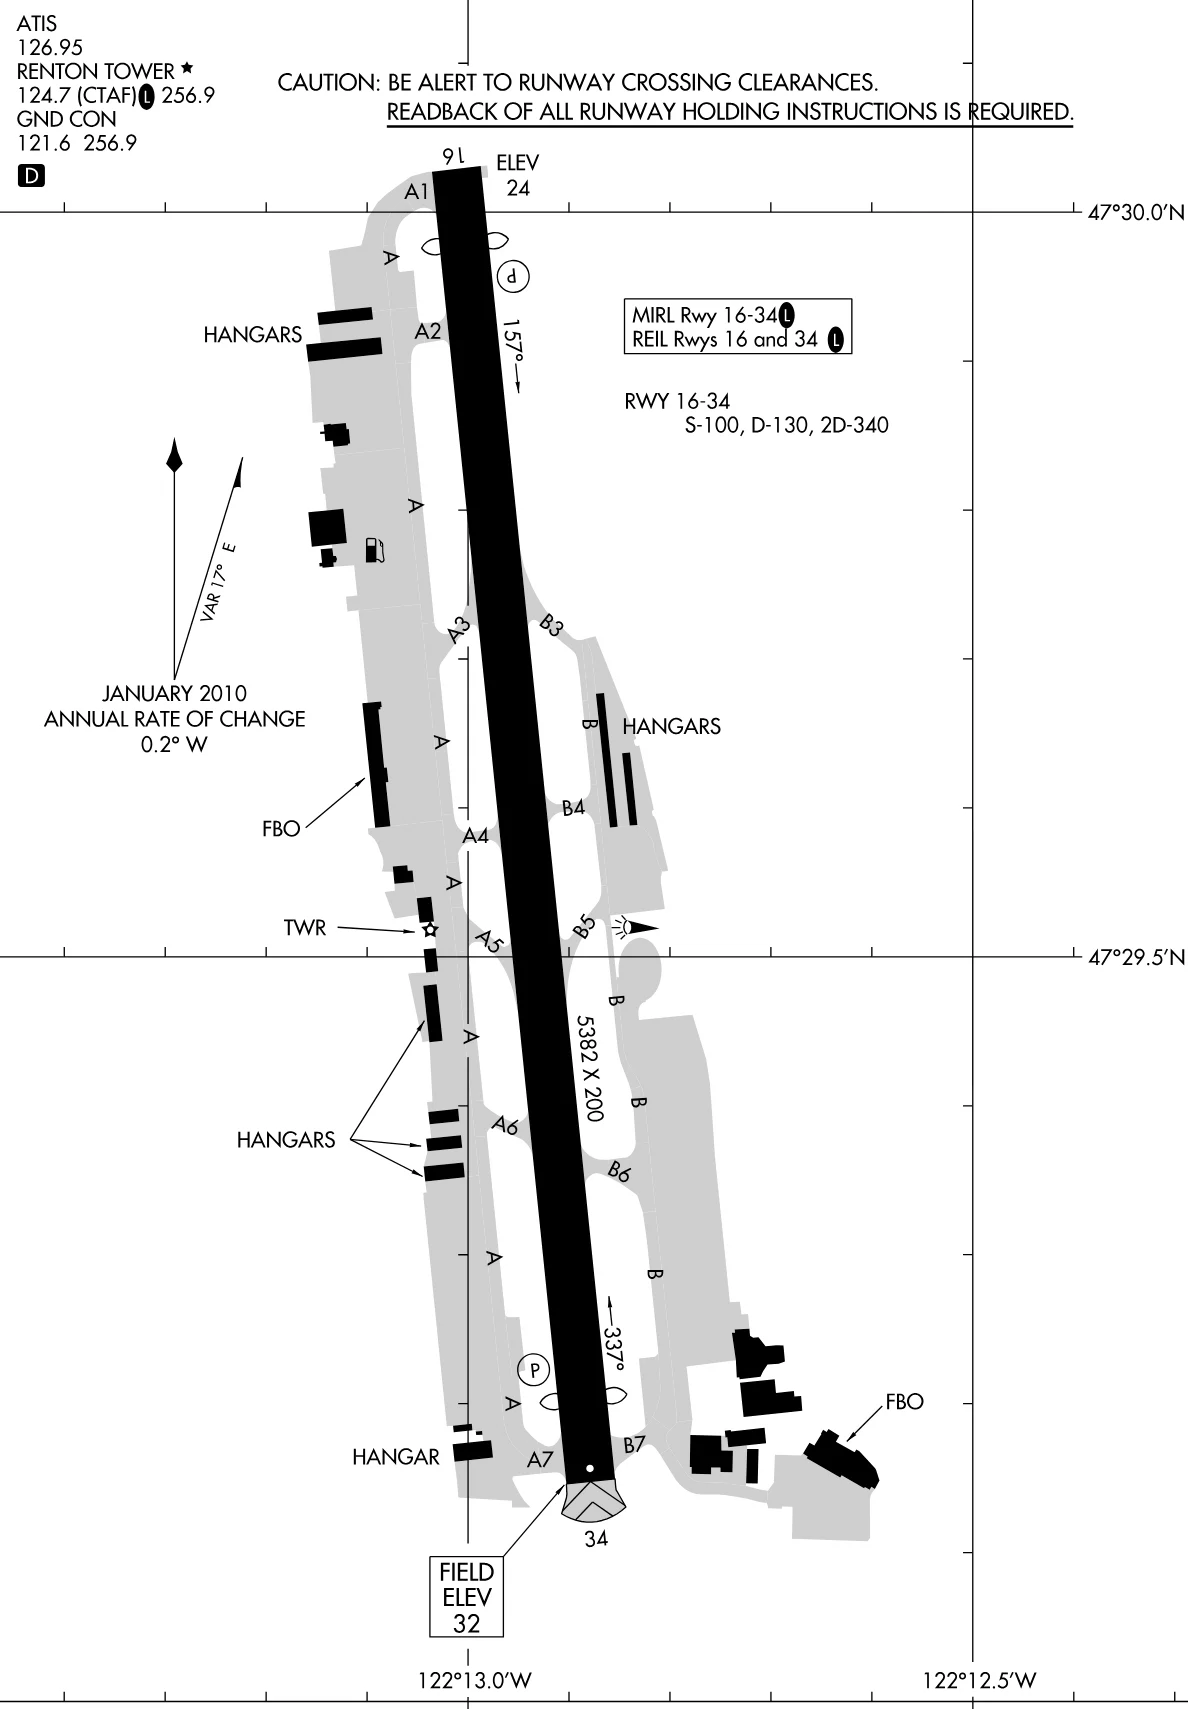 ATIS
126.95
RENTON TOWER ★
124.7 (CTAF) L 256.9
GND CON
121.6 256.9
D
CAUTION: BE ALERT TO RUNWAY CROSSING CLEARANCES.
READBACK OF ALL RUNWAY HOLDING INSTRUCTIONS IS REQUIRED.
16
ELEV
24
A1
47°30.0'N
A
P
HANGARS
A2
157°
MIRL Rwy 16-34 L
REIL Rwys 16 and 34 L
RWY 16-34
S-100, D-130, 2D-340
A
VAR 17° E
A3
B3
JANUARY 2010
ANNUAL RATE OF CHANGE
0.2° W
A
B
HANGARS
FBO
A4
B4
A
TWR
A5
B5
47°29.5'N
B
A
5382 X 200
B
HANGARS
A6
B6
A
B
337°
P
A
FBO
HANGAR
A7
B7
34
FIELD
ELEV
32
122°13.0'W
122°12.5'W